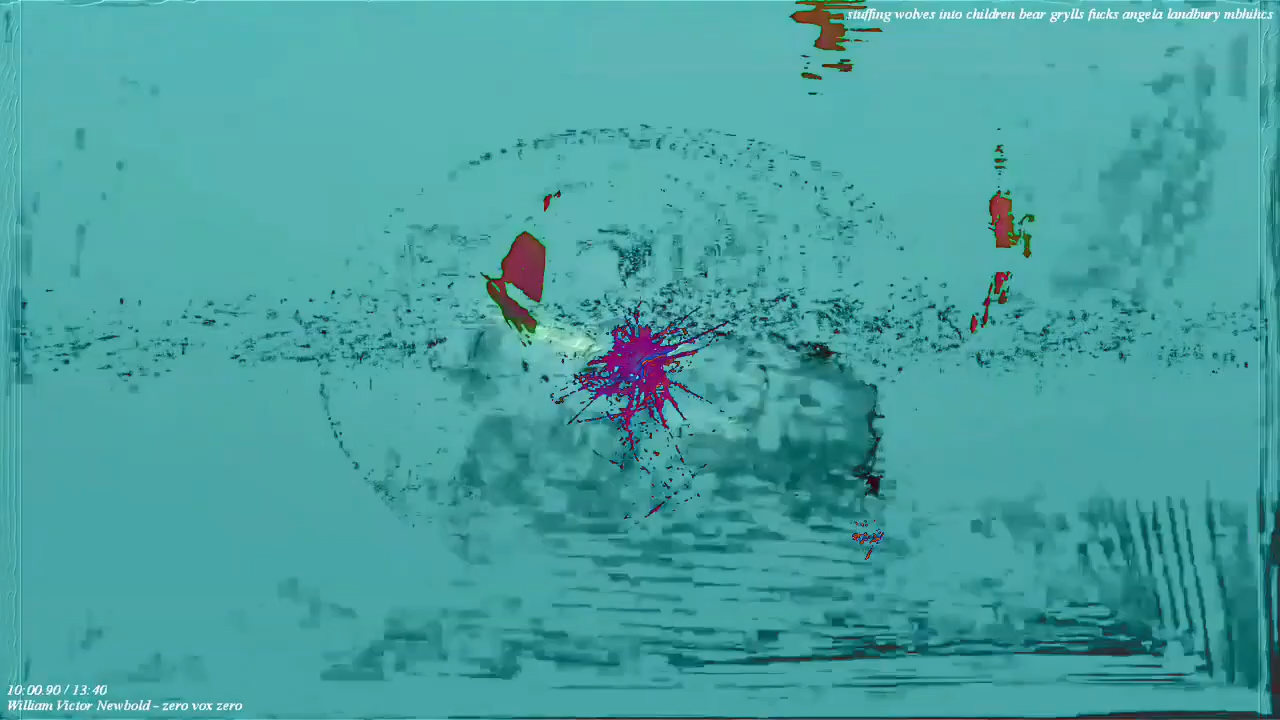 stuffing wolves into children bear grylls fucks angela landbury mbhihcs
10:00.90 / 13:40
William Victor Newbold - zero vox zero